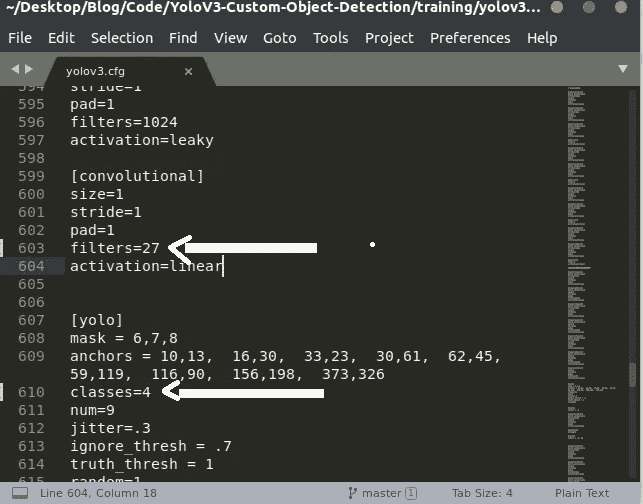 ~/Desktop/Blog/Code/YoloV3-Custom-Object-Detection/training/yolov3...
File Edit Selection Find View Goto Tools Project Preferences Help
yolov3.cfg ×
594 stride=1
595 pad=1
596 filters=1024
597 activation=leaky
598
599 [convolutional]
600 size=1
601 stride=1
602 pad=1
603 filters=27
604 activation=linear
605
606
607 [yolo]
608 mask = 6,7,8
609 anchors = 10,13, 16,30, 33,23, 30,61, 62,45,
59,119, 116,90, 156,198, 373,326
610 classes=4
611 num=9
612 jitter=.3
613 ignore_thresh = .7
614 truth_thresh = 1
615 random=1
Line 604, Column 18 master 1 Tab Size: 4 Plain Text